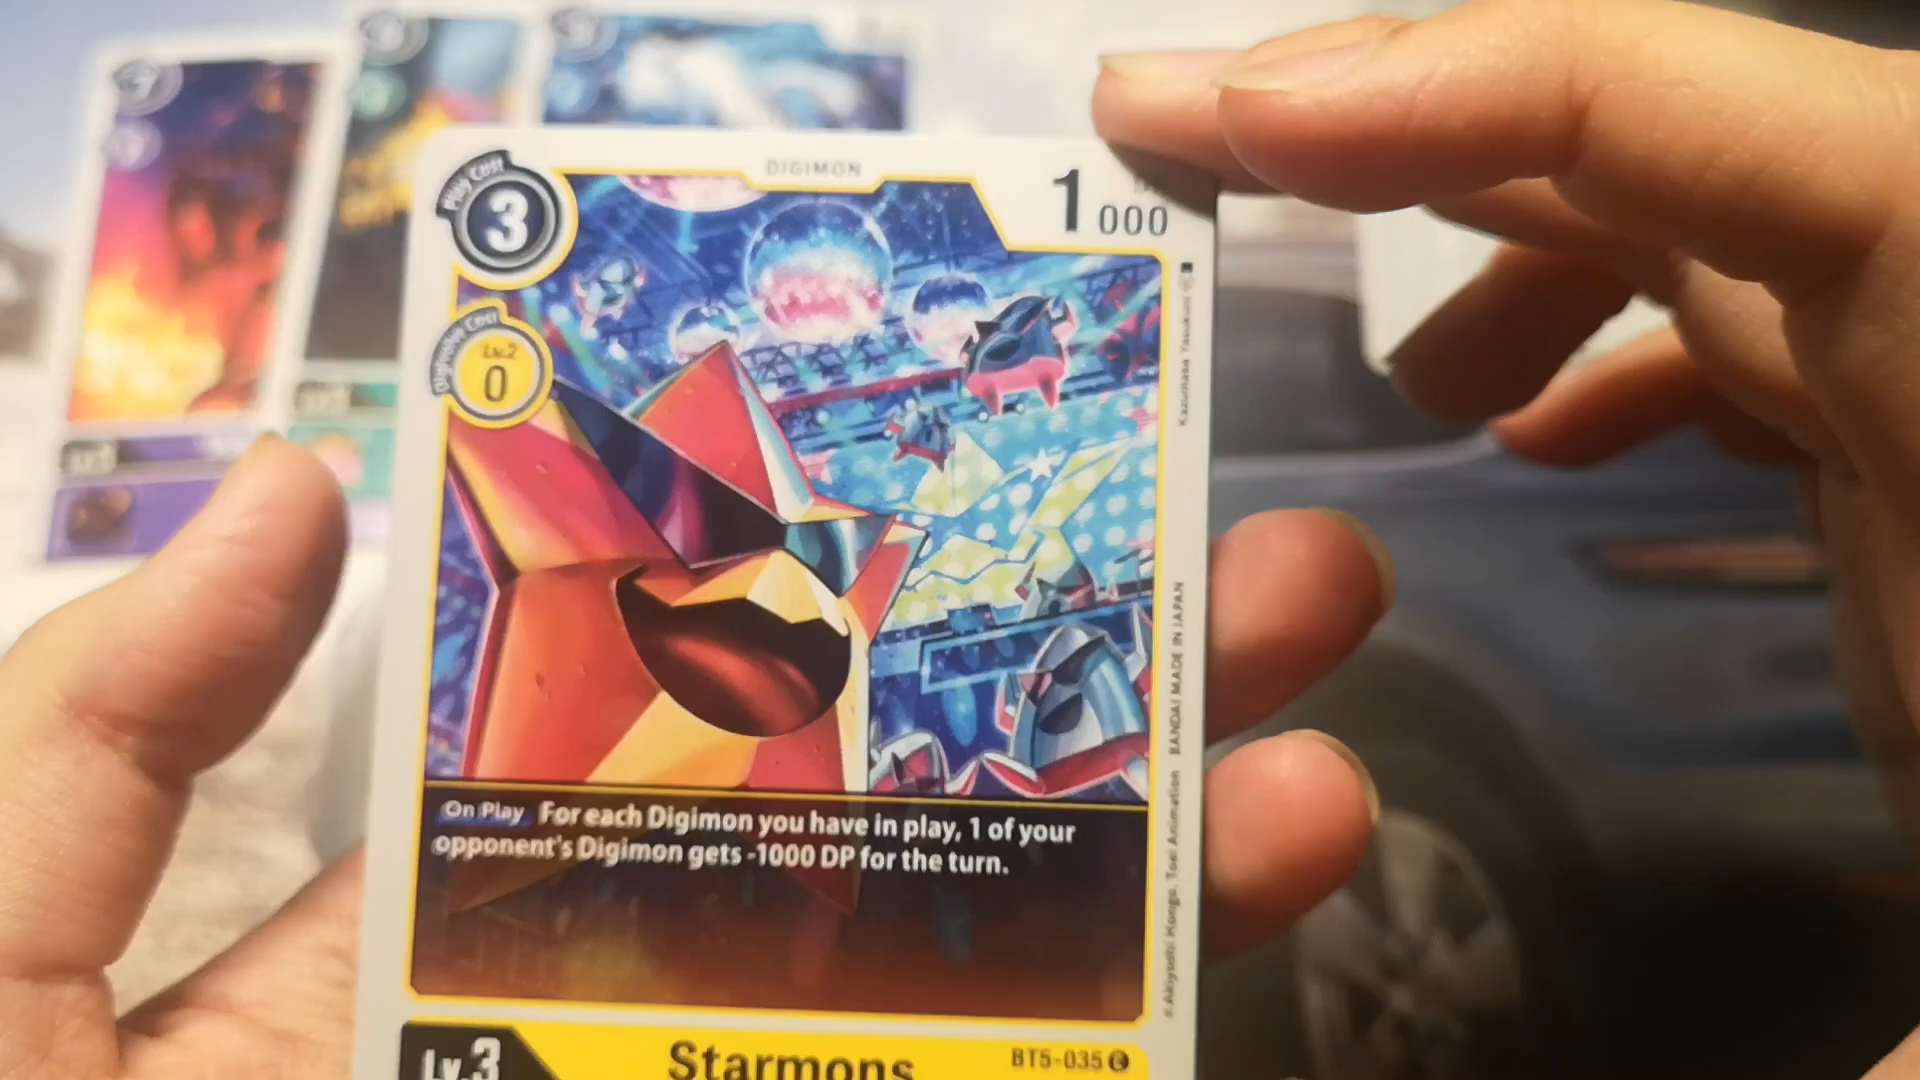 DIGIMON
Play Cost
3
1000
Digivolve Cost
Lv.2
0
Kazumasa Yasukuni
BANDAI MADE IN JAPAN
Akiyoshi Hongo, Toei Animation
On Play For each Digimon you have in play, 1 of your
opponent's Digimon gets -1000 DP for the turn.
Lv.3
Starmons
BT5-035 C